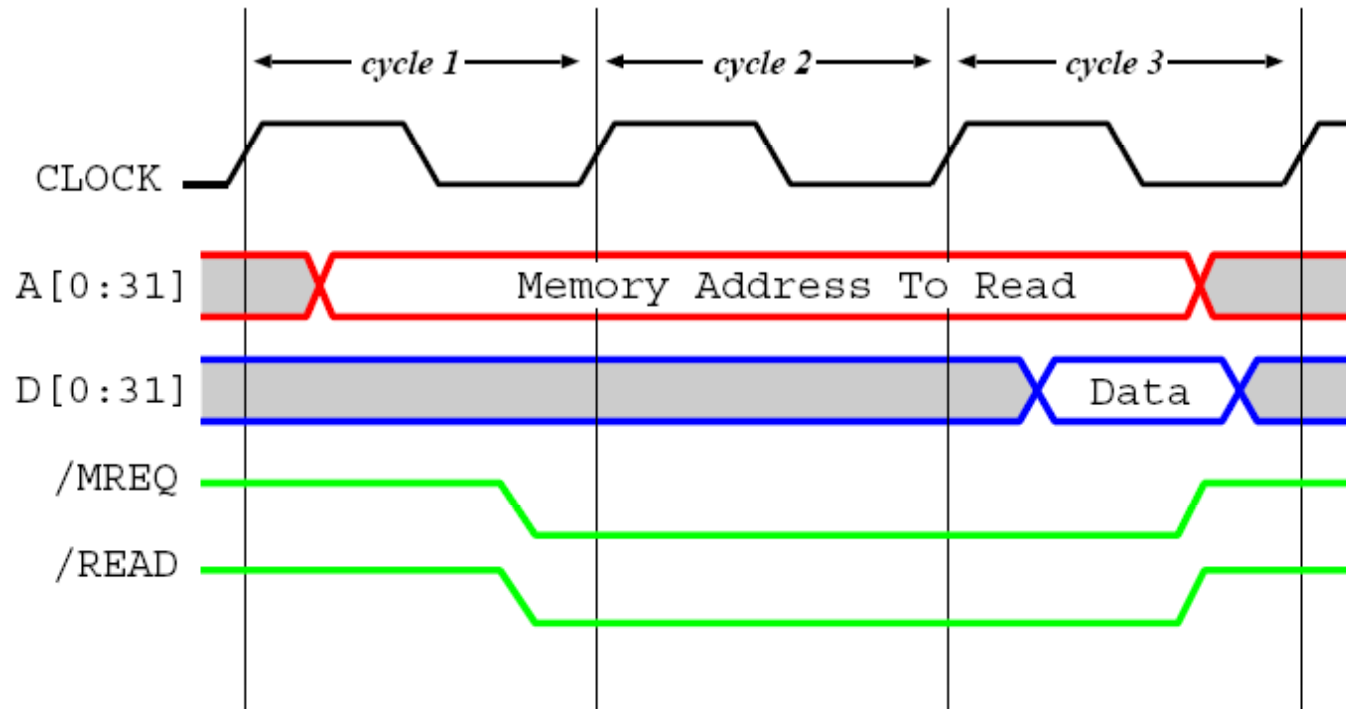 cycle 1 cycle 2 cycle 3
CLOCK
A[0:31] Memory Address To Read
D[0:31] Data
/MREQ
/READ